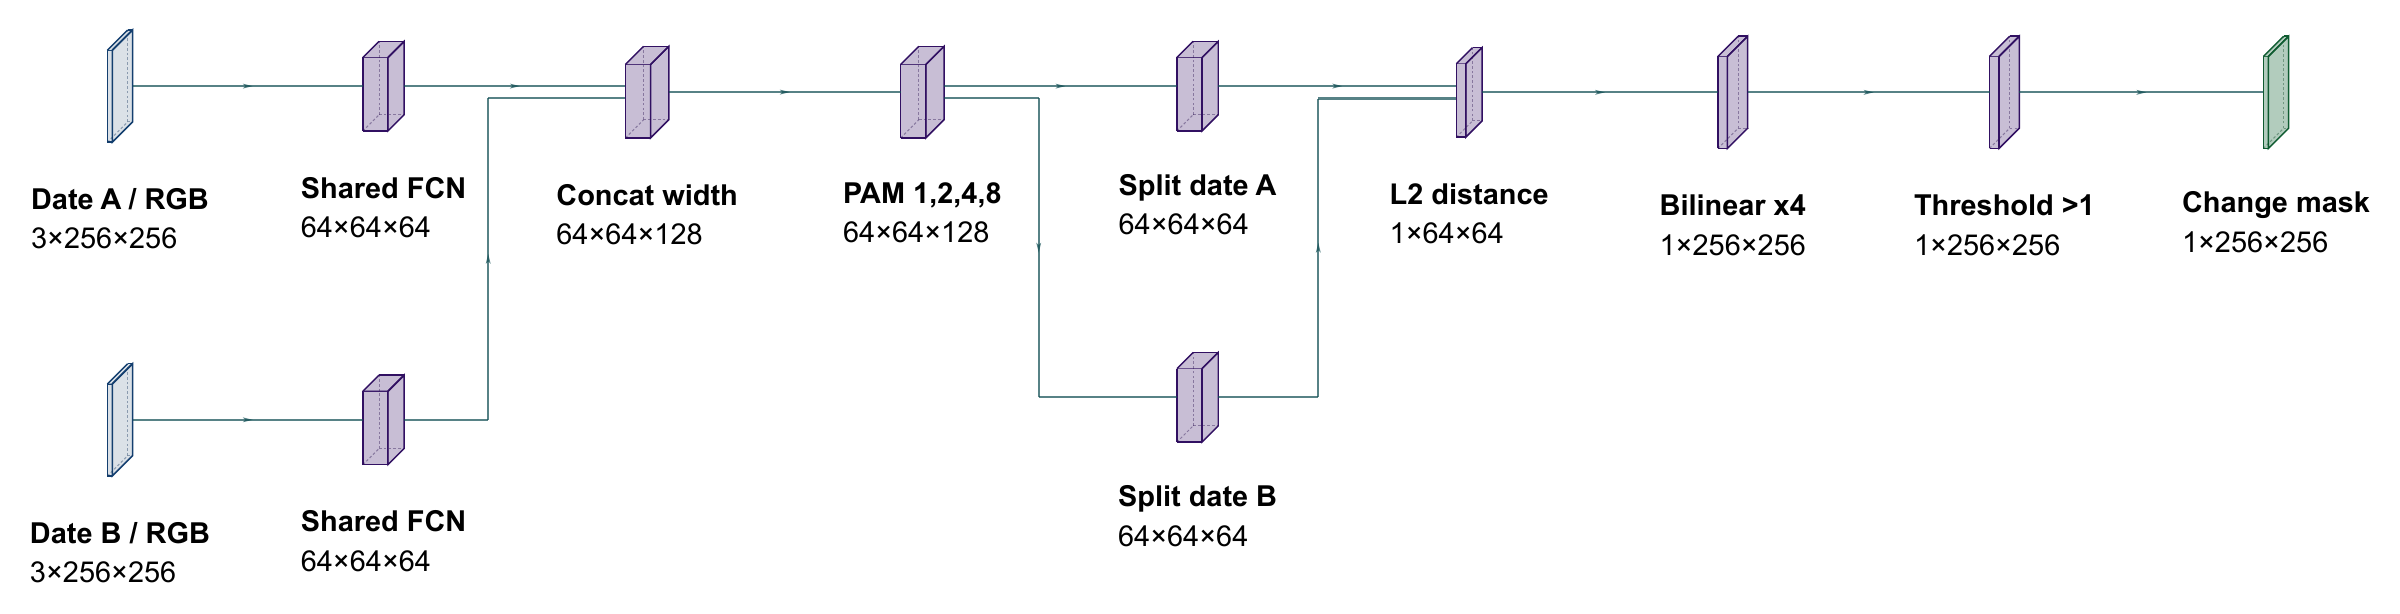 Date A / RGB
3×256×256
Shared FCN
64×64×64
Concat width
64×64×128
PAM 1,2,4,8
64×64×128
Split date A
64×64×64
L2 distance
1×64×64
Bilinear x4
1×256×256
Threshold >1
1×256×256
Change mask
1×256×256
Date B / RGB
3×256×256
Shared FCN
64×64×64
Split date B
64×64×64